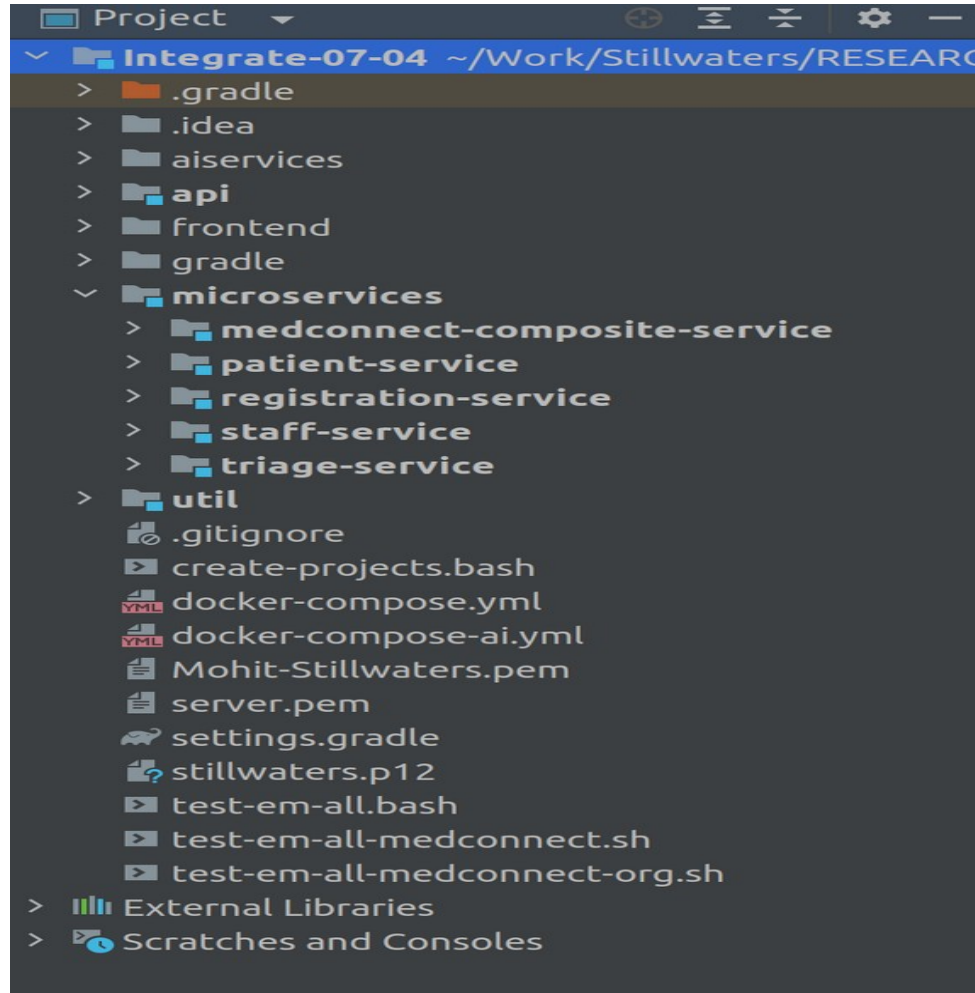 Project
Integrate-07-04 ~/Work/Stillwaters/RESEARC
.gradle
.idea
aiservices
api
frontend
gradle
microservices
medconnect-composite-service
patient-service
registration-service
staff-service
triage-service
util
.gitignore
create-projects.bash
YML docker-compose.yml
YML docker-compose-ai.yml
Mohit-Stillwaters.pem
server.pem
settings.gradle
stillwaters.p12
test-em-all.bash
test-em-all-medconnect.sh
test-em-all-medconnect-org.sh
External Libraries
Scratches and Consoles